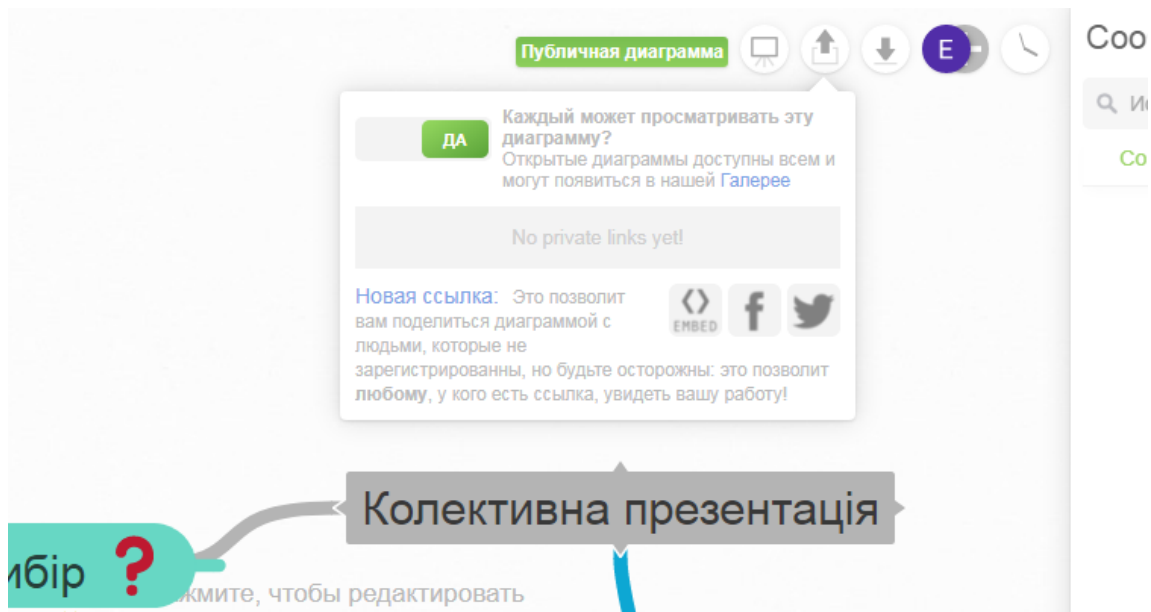 Публичная диаграмма
E
Соо
Каждый может просматривать эту
диаграмму?
ДА
Открытые диаграммы доступны всем и
могут появиться в нашей Галерее
Со
No private links yet!
Новая ссылка: Это позволит
вам поделиться диаграммой с
людьми, которые не
EMBED
зарегистрированны, но будьте осторожны: это позволит
любому, у кого есть ссылка, увидеть вашу работу!
Колективна презентація
ибір ?
жмите, чтобы редактировать